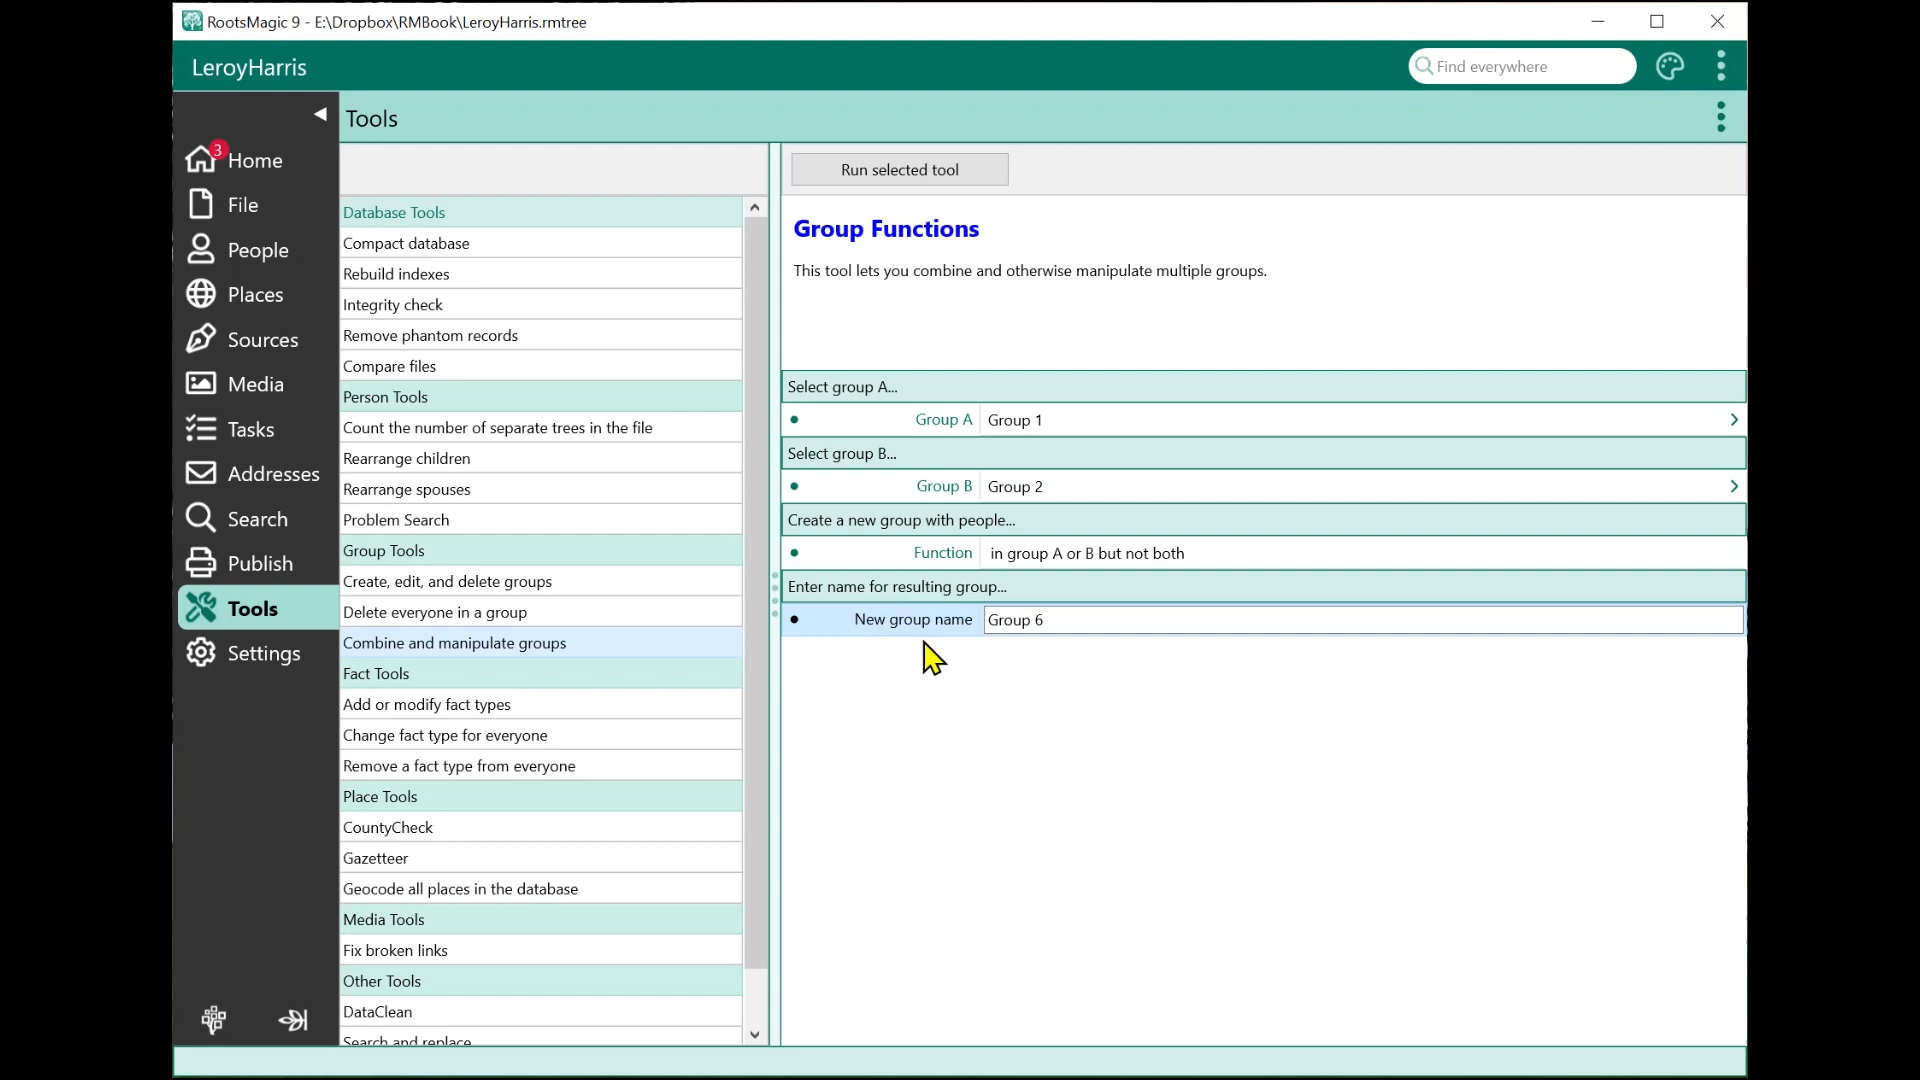 RootsMagic 9 - E:\Dropbox\RMBook\LeroyHarris.rmtree
LeroyHarris
Find everywhere
Tools
3
Home
File
People
Places
Sources
Media
Tasks
Addresses
Search
Publish
Tools
Settings
Database Tools
Compact database
Rebuild indexes
Integrity check
Remove phantom records
Compare files
Person Tools
Count the number of separate trees in the file
Rearrange children
Rearrange spouses
Problem Search
Group Tools
Create, edit, and delete groups
Delete everyone in a group
Combine and manipulate groups
Fact Tools
Add or modify fact types
Change fact type for everyone
Remove a fact type from everyone
Place Tools
CountyCheck
Gazetteer
Geocode all places in the database
Media Tools
Fix broken links
Other Tools
DataClean
Search and replace
Run selected tool
Group Functions
This tool lets you combine and otherwise manipulate multiple groups.
Select group A...
Group A Group 1
Select group B...
Group B Group 2
Create a new group with people...
Function in group A or B but not both
Enter name for resulting group...
New group name Group 6